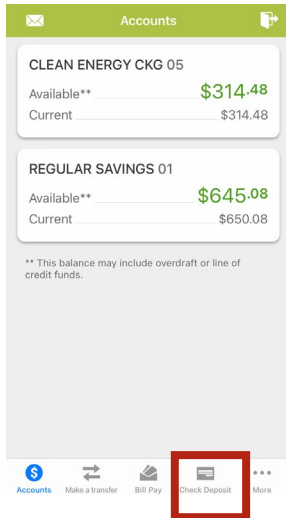 Accounts
CLEAN ENERGY CKG 05
Available** $314.48
Current $314.48
REGULAR SAVINGS 01
Available** $645.08
Current $650.08
** This balance may include overdraft or line of
credit funds.
Accounts Make a transfer Bill Pay Check Deposit More